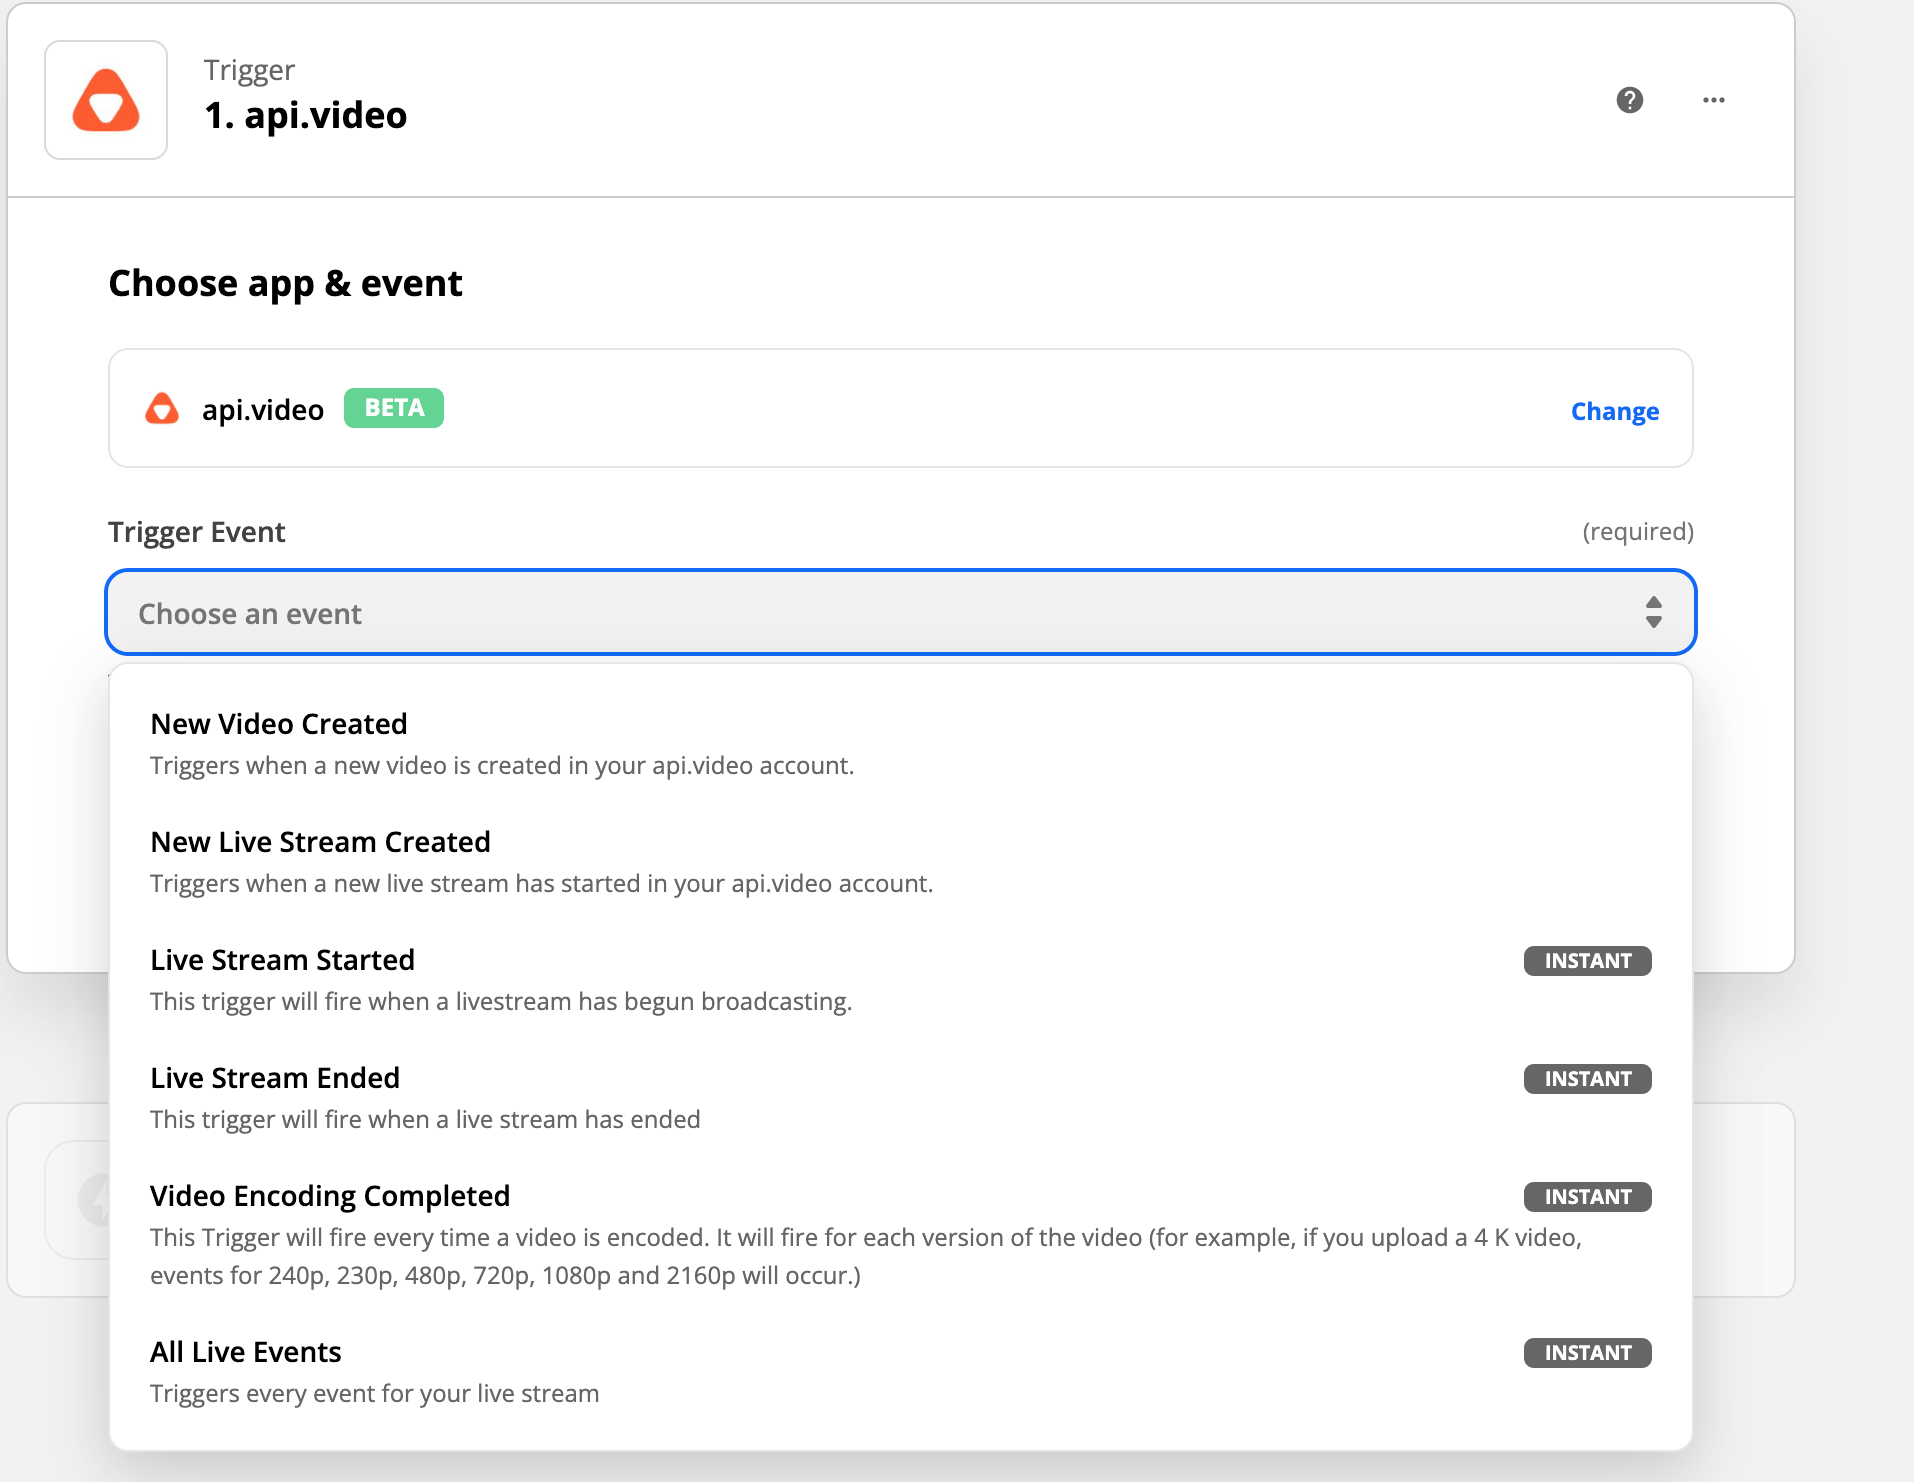 Trigger
1. api.video
Choose app & event
api.video BETA
Change
Trigger Event
(required)
Choose an event
New Video Created
Triggers when a new video is created in your api.video account.
New Live Stream Created
Triggers when a new live stream has started in your api.video account.
Live Stream Started
INSTANT
This trigger will fire when a livestream has begun broadcasting.
Live Stream Ended
INSTANT
This trigger will fire when a live stream has ended
Video Encoding Completed
INSTANT
This Trigger will fire every time a video is encoded. It will fire for each version of the video (for example, if you upload a 4 K video,
events for 240p, 230p, 480p, 720p, 1080p and 2160p will occur.)
All Live Events
INSTANT
Triggers every event for your live stream